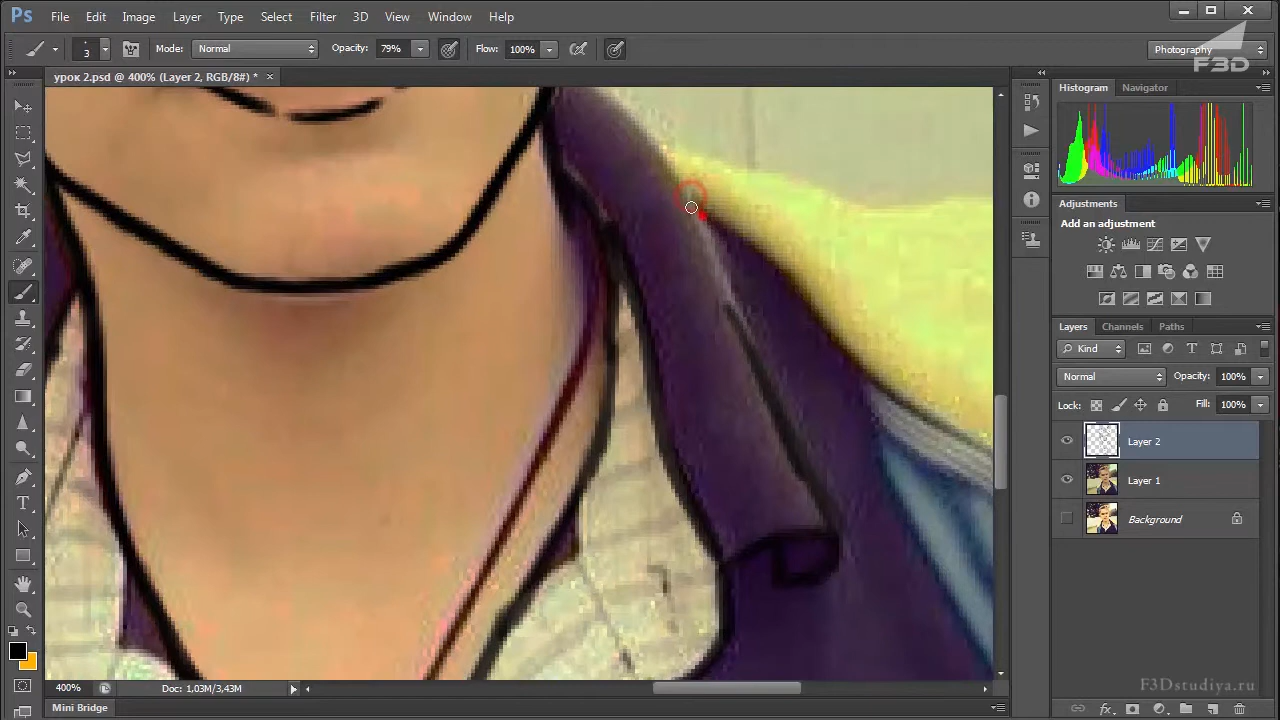 Ps File Edit Image Layer Type Select Filter 3D View Window Help
3 Mode: Normal Opacity: 79% Flow: 100% Photography
F3D
урок 2.psd @ 400% (Layer 2, RGB/8#) * ×
Histogram Navigator
Adjustments
Add an adjustment
Layers Channels Paths
Kind
Normal Opacity: 100%
Lock: Fill: 100%
Layer 2
Layer 1
Background
400% Doc: 1,03M/3,43M
F3Dstudiya.ru
Mini Bridge